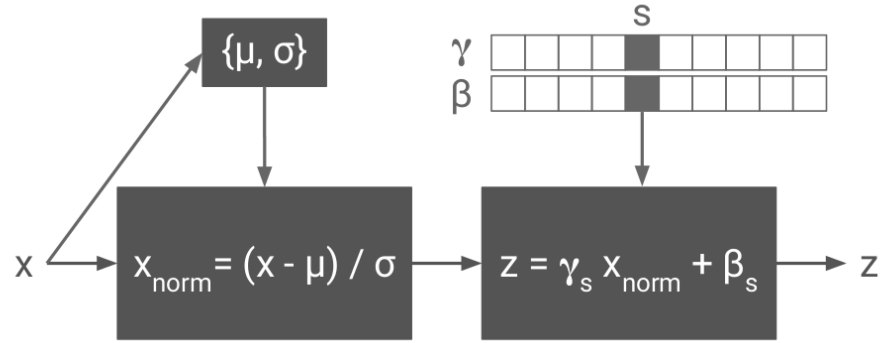 s
{μ, σ}
γ
β
x
x_norm = (x - μ) / σ
z = γ_s x_norm + β_s
z